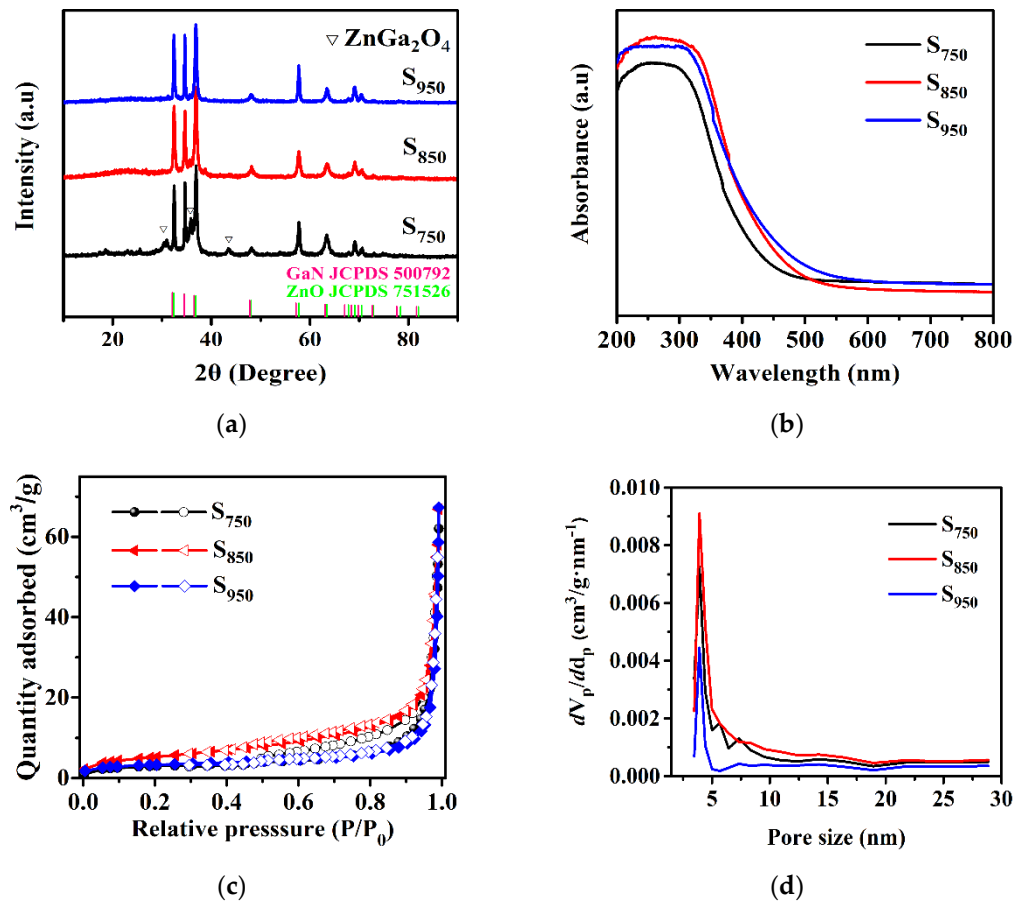 ▽ ZnGa₂O₄
S₉₅₀
S₈₅₀
S₇₅₀
GaN JCPDS 500792
ZnO JCPDS 751526
Intensity (a.u)
20 40 60 80
2θ (Degree)
(a)
S₇₅₀
S₈₅₀
S₉₅₀
Absorbance (a.u)
200 300 400 500 600 700 800
Wavelength (nm)
(b)
S₇₅₀
S₈₅₀
S₉₅₀
Quantity adsorbed (cm³/g)
60
40
20
0
0.0 0.2 0.4 0.6 0.8 1.0
Relative presssure (P/P₀)
(c)
S₇₅₀
S₈₅₀
S₉₅₀
dVₚ/ddₚ (cm³/g·nm⁻¹)
0.010
0.008
0.006
0.004
0.002
0.000
5 10 15 20 25 30
Pore size (nm)
(d)